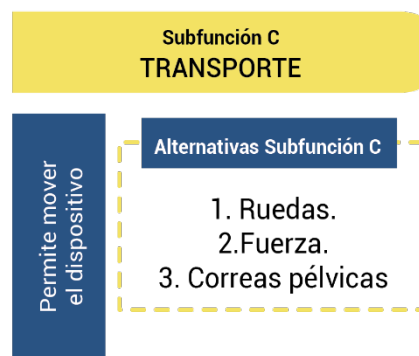 Subfunción C
TRANSPORTE
Permite mover
el dispositivo
Alternativas Subfunción C
1. Ruedas.
2.Fuerza.
3. Correas pélvicas